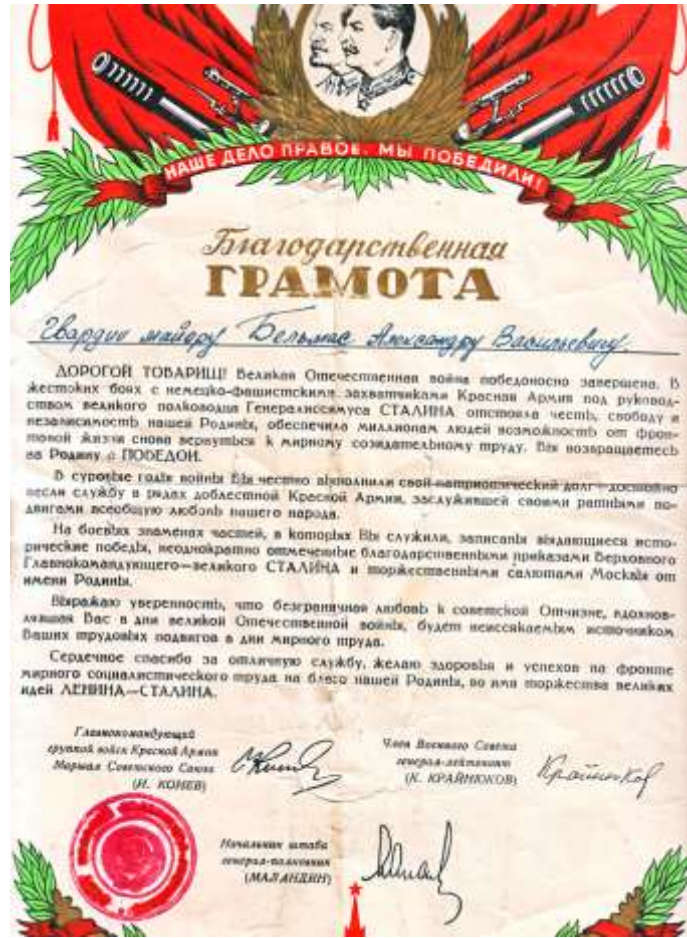 НАШЕ ДЕЛО ПРАВОЕ. МЫ ПОБЕДИЛИ!
Благодарственная
ГРАМОТА
Гвардии майору Бельмас Александру Васильевичу.
ДОРОГОЙ ТОВАРИЩ! Великая Отечественная война победоносно завершена. В
жестоких боях с немецко-фашистскими захватчиками Красная Армия под руковод-
ством великого полководца Генералиссимуса СТАЛИНА отстояла честь, свободу и
независимость нашей Родины, обеспечила миллионам людей возможность от фрон-
товой жизни снова вернуться к мирному созидательному труду. Вы возвращаетесь
на Родину с ПОБЕДОЙ.
В суровые годы войны Вы честно выполнили свой патриотический долг — достойно
несли службу в рядах доблестной Красной Армии, заслужившей своими ратными по-
двигами всеобщую любовь нашего народа.
На боевых знаменах частей, в которых Вы служили, записаны выдающиеся исто-
рические победы, неоднократно отмеченные благодарственными приказами Верховного
Главнокомандующего—великого СТАЛИНА и торжественными салютами Москвы от
имени Родины.
Выражаю уверенность, что безграничная любовь к советской Отчизне, вдохнов-
лявшая Вас в дни великой Отечественной войны, будет неиссякаемым источником
Ваших трудовых подвигов в дни мирного труда.
Сердечное спасибо за отличную службу, желаю здоровья и успехов на фронте
мирного социалистического труда на благо нашей Родины, во имя торжества великих
идей ЛЕНИНА—СТАЛИНА.
Главнокомандующий
группой войск Красной Армии
Маршал Советского Союза
(И. КОНЕВ)
Член Военного Совета
генерал-лейтенант
(К. КРАЙНЮКОВ)
Крайнюков
Начальник штаба
генерал-полковник
(МАЛАНДИН)